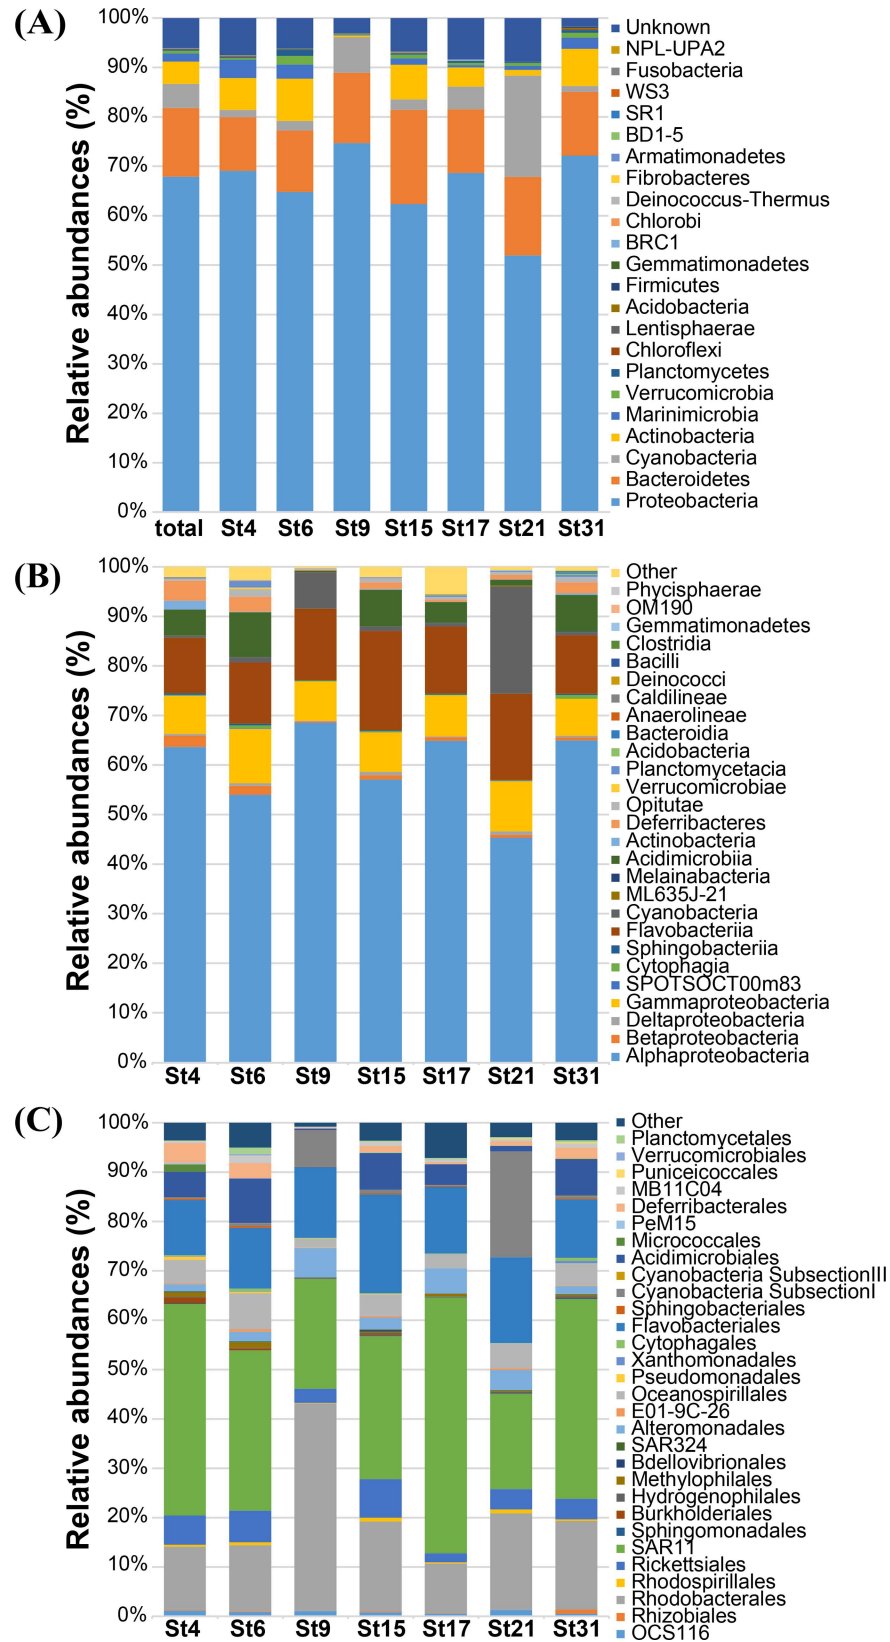 (A)
Relative abundances (%)
100%
90%
80%
70%
60%
50%
40%
30%
20%
10%
0%
total St4 St6 St9 St15 St17 St21 St31
Unknown
NPL-UPA2
Fusobacteria
WS3
SR1
BD1-5
Armatimonadetes
Fibrobacteres
Deinococcus-Thermus
Chlorobi
BRC1
Gemmatimonadetes
Firmicutes
Acidobacteria
Lentisphaerae
Chloroflexi
Planctomycetes
Verrucomicrobia
Marinimicrobia
Actinobacteria
Cyanobacteria
Bacteroidetes
Proteobacteria
(B)
Relative abundances (%)
100%
90%
80%
70%
60%
50%
40%
30%
20%
10%
0%
St4 St6 St9 St15 St17 St21 St31
Other
Phycisphaerae
OM190
Gemmatimonadetes
Clostridia
Bacilli
Deinococci
Caldilineae
Anaerolineae
Bacteroidia
Acidobacteria
Planctomycetacia
Verrucomicrobiae
Opitutae
Deferribacteres
Actinobacteria
Acidimicrobiia
Melainabacteria
ML635J-21
Cyanobacteria
Flavobacteriia
Sphingobacteriia
Cytophagia
SPOTSOCT00m83
Gammaproteobacteria
Deltaproteobacteria
Betaproteobacteria
Alphaproteobacteria
(C)
Relative abundances (%)
100%
90%
80%
70%
60%
50%
40%
30%
20%
10%
0%
St4 St6 St9 St15 St17 St21 St31
Other
Planctomycetales
Verrucomicrobiales
Puniceicoccales
MB11C04
Deferribacterales
PeM15
Micrococcales
Acidimicrobiales
Cyanobacteria SubsectionIII
Cyanobacteria SubsectionI
Sphingobacteriales
Flavobacteriales
Cytophagales
Xanthomonadales
Pseudomonadales
Oceanospirillales
E01-9C-26
Alteromonadales
SAR324
Bdellovibrionales
Methylophilales
Hydrogenophilales
Burkholderiales
Sphingomonadales
SAR11
Rickettsiales
Rhodospirillales
Rhodobacterales
Rhizobiales
OCS116